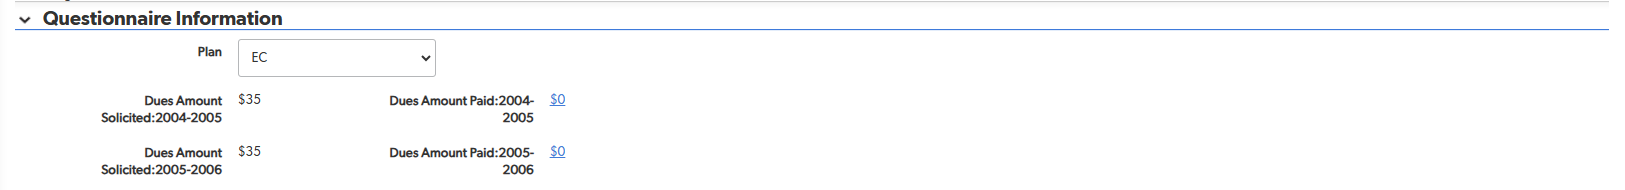 Questionnaire Information
Plan
EC
Dues Amount $35 Dues Amount Paid:2004- $0
Solicited:2004-2005 2005
Dues Amount $35 Dues Amount Paid:2005- $0
Solicited:2005-2006 2006